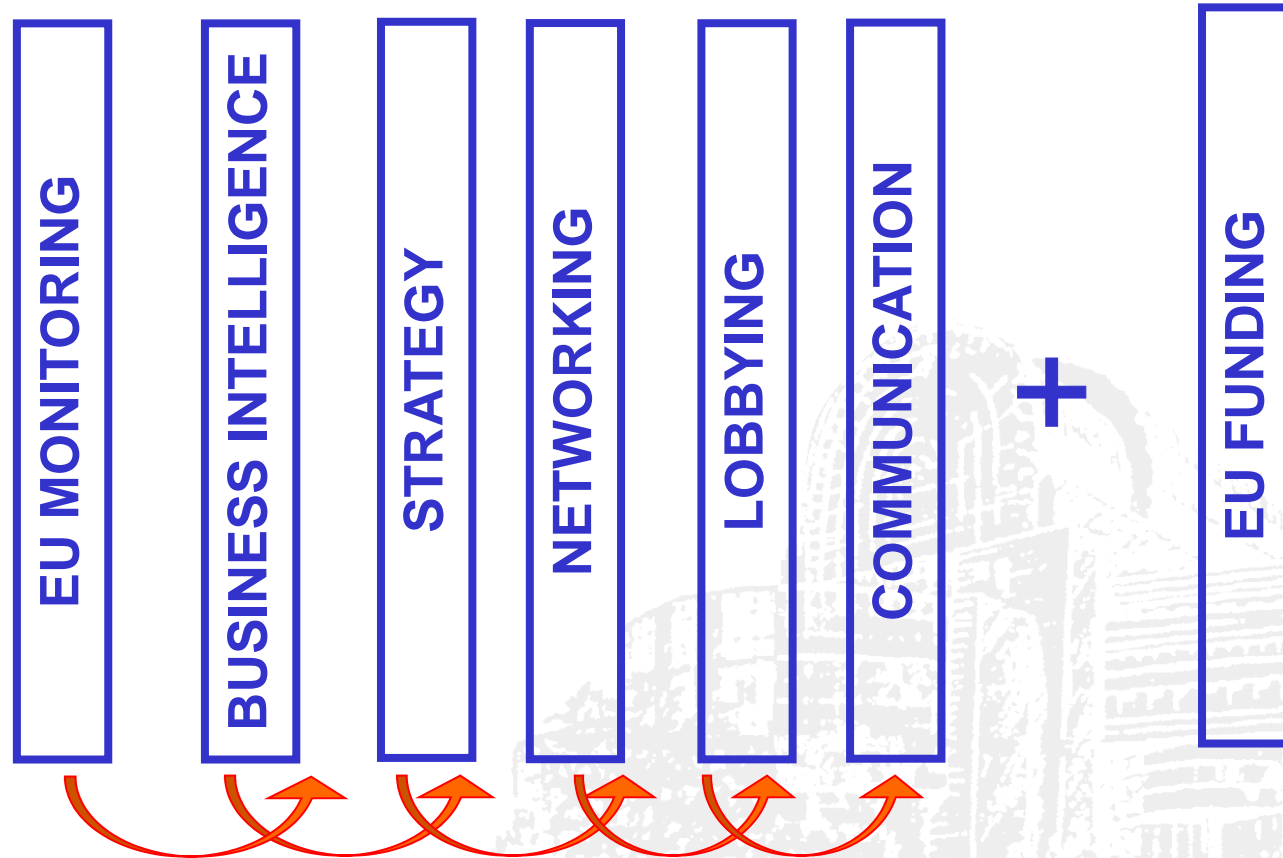 EU MONITORING
BUSINESS INTELLIGENCE
STRATEGY
NETWORKING
LOBBYING
COMMUNICATION
+
EU FUNDING